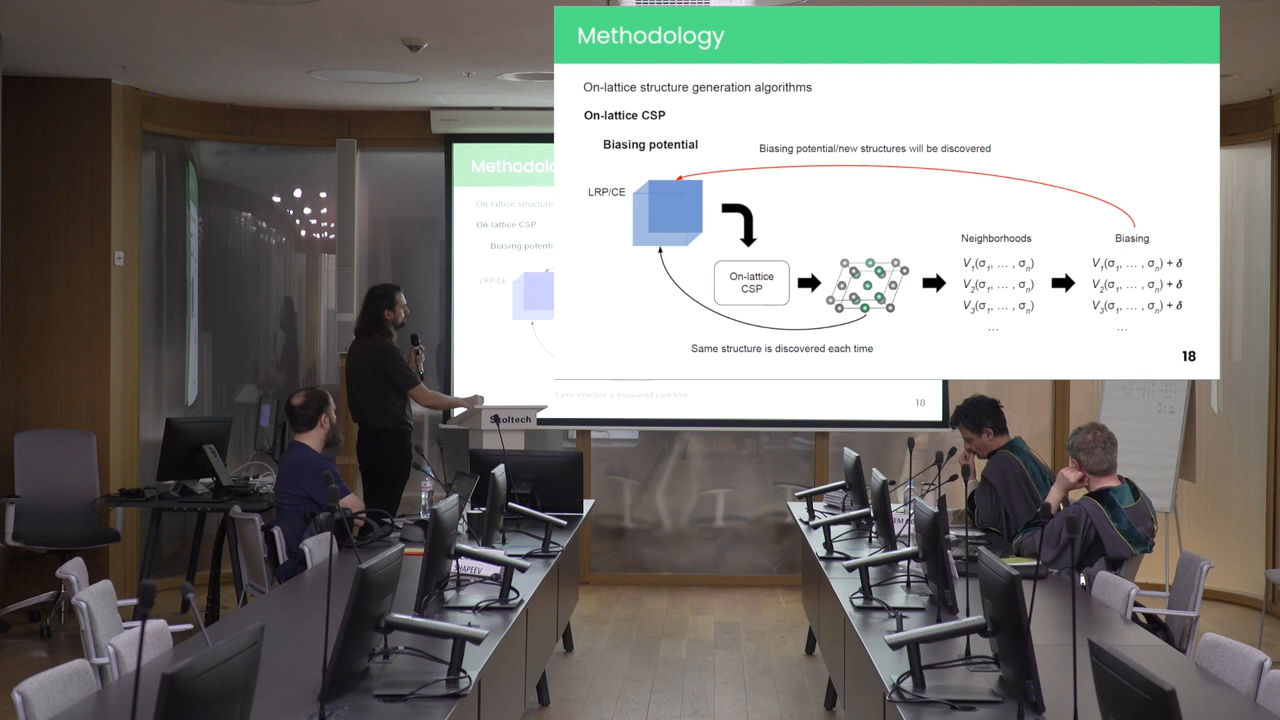 Methodology
On-lattice structure generation algorithms
On-lattice CSP
Biasing potential
Biasing potential/new structures will be discovered
LRP/CE
On-lattice
CSP
Neighborhoods
V₁(σ₁, … , σₙ)
V₂(σ₁, … , σₙ)
V₃(σ₁, … , σₙ)
…
Biasing
V₁(σ₁, … , σₙ) + δ
V₂(σ₁, … , σₙ) + δ
V₃(σ₁, … , σₙ) + δ
…
Same structure is discovered each time
18
Methodolo
On-lattice structure
On-lattice CSP
Biasing potenti
LRP/CE
Same structure is discovered each time
18
Skoltech
SHAPEEV